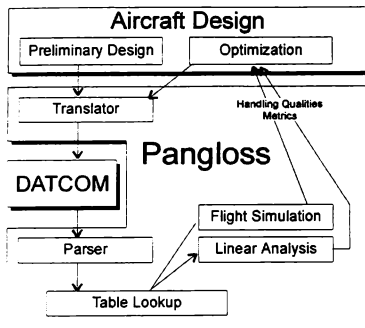 Aircraft Design
Preliminary Design
Optimization
Translator
Handling Qualities
Metrics
Pangloss
DATCOM
Flight Simulation
Parser
Linear Analysis
Table Lookup